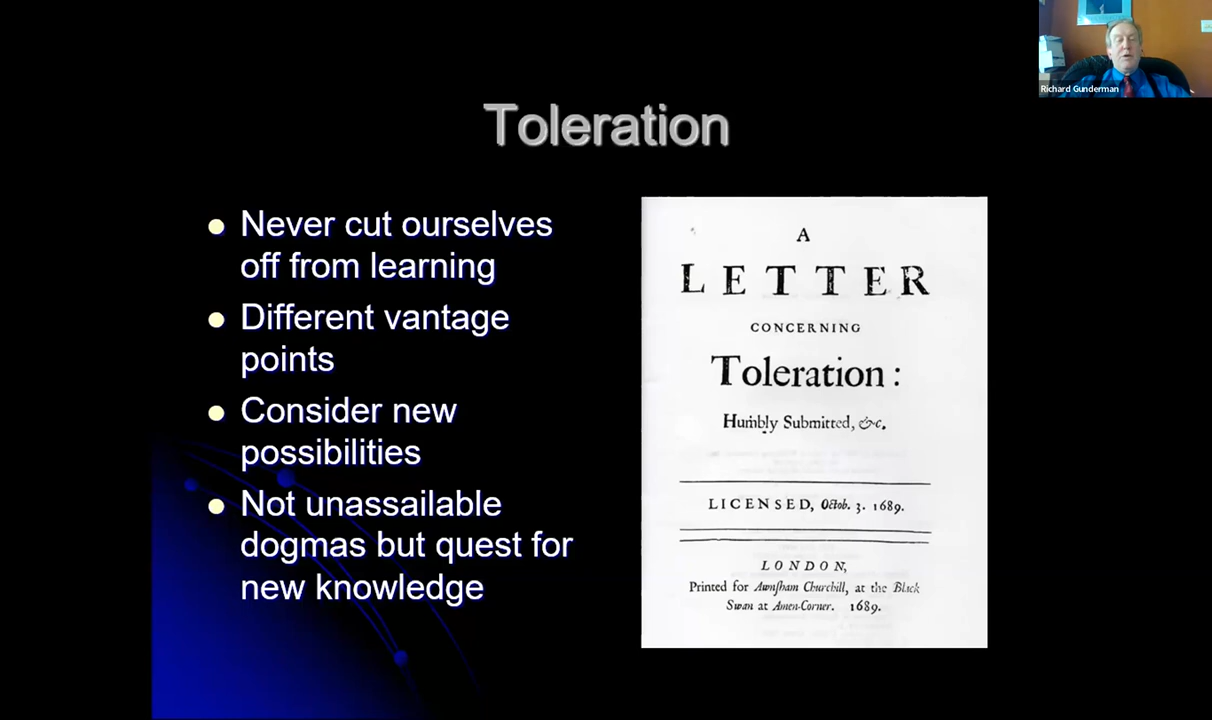 Richard Gunderman
Toleration
Never cut ourselves
off from learning
Different vantage
points
Consider new
possibilities
Not unassailable
dogmas but quest for
new knowledge
A
LETTER
CONCERNING
Toleration:
Humbly Submitted, &c.
LICENSED, Octob. 3. 1689.
LONDON,
Printed for Awnſham Churchill, at the Black
Swan at Amen-Corner. 1689.